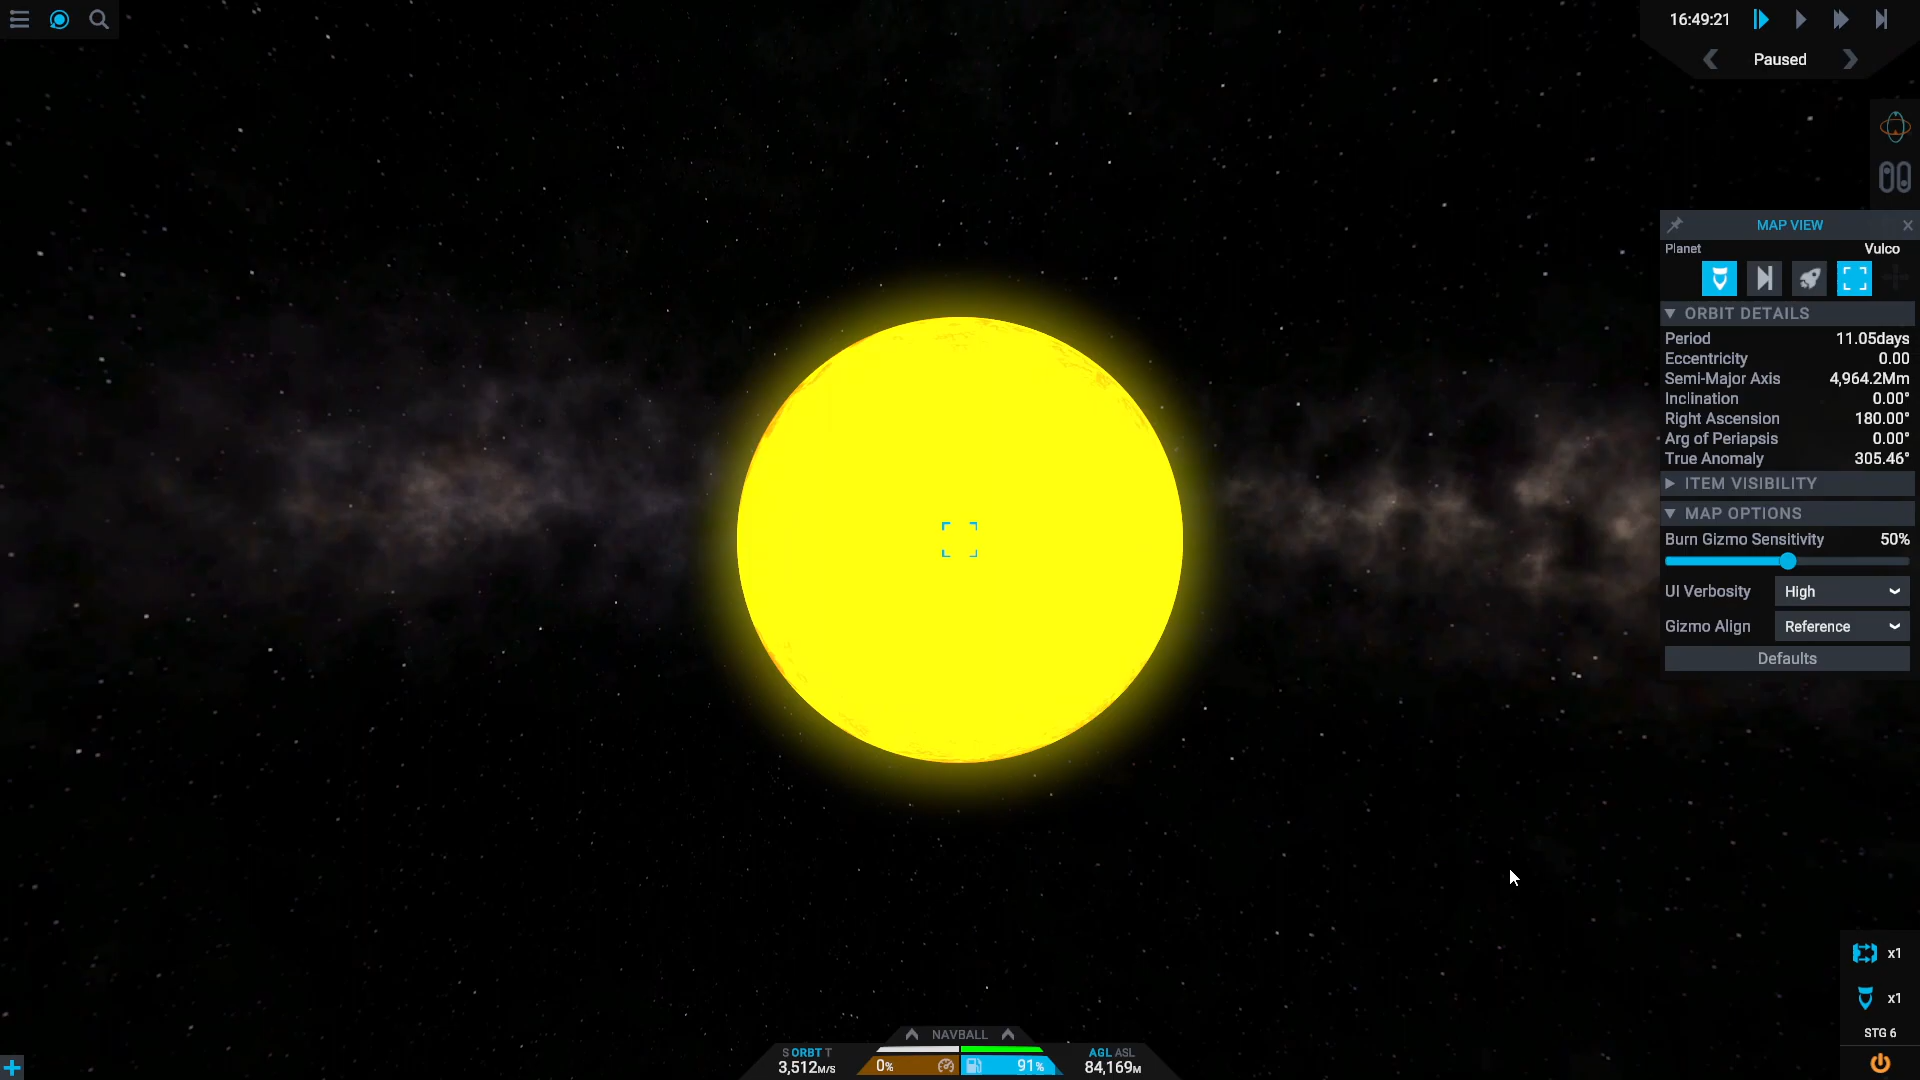 16:49:21
Paused
MAP VIEW
Planet Vulco
ORBIT DETAILS
Period 11.05days
Eccentricity 0.00
Semi-Major Axis 4,964.2Mm
Inclination 0.00°
Right Ascension 180.00°
Arg of Periapsis 0.00°
True Anomaly 305.46°
ITEM VISIBILITY
MAP OPTIONS
Burn Gizmo Sensitivity 50%
UI Verbosity High
Gizmo Align Reference
Defaults
x1
x1
STG 6
NAVBALL
S ORBT T
3,512M/S
0%
91%
AGL ASL
84,169M